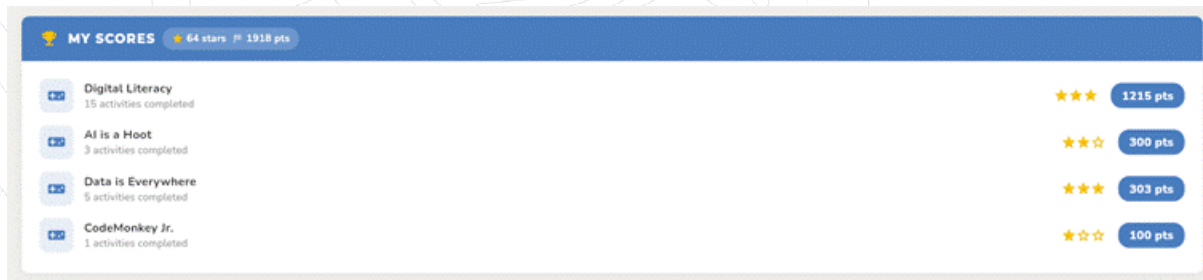 MY SCORES 64 stars 1918 pts
Digital Literacy
15 activities completed
1215 pts
AI is a Hoot
3 activities completed
300 pts
Data is Everywhere
5 activities completed
303 pts
CodeMonkey Jr.
1 activities completed
100 pts